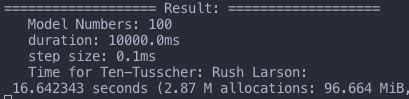 =================== Result: ===================
Model Numbers: 100
duration: 10000.0ms
step size: 0.1ms
Time for Ten-Tusscher: Rush Larson:
16.642343 seconds (2.87 M allocations: 96.664 MiB,